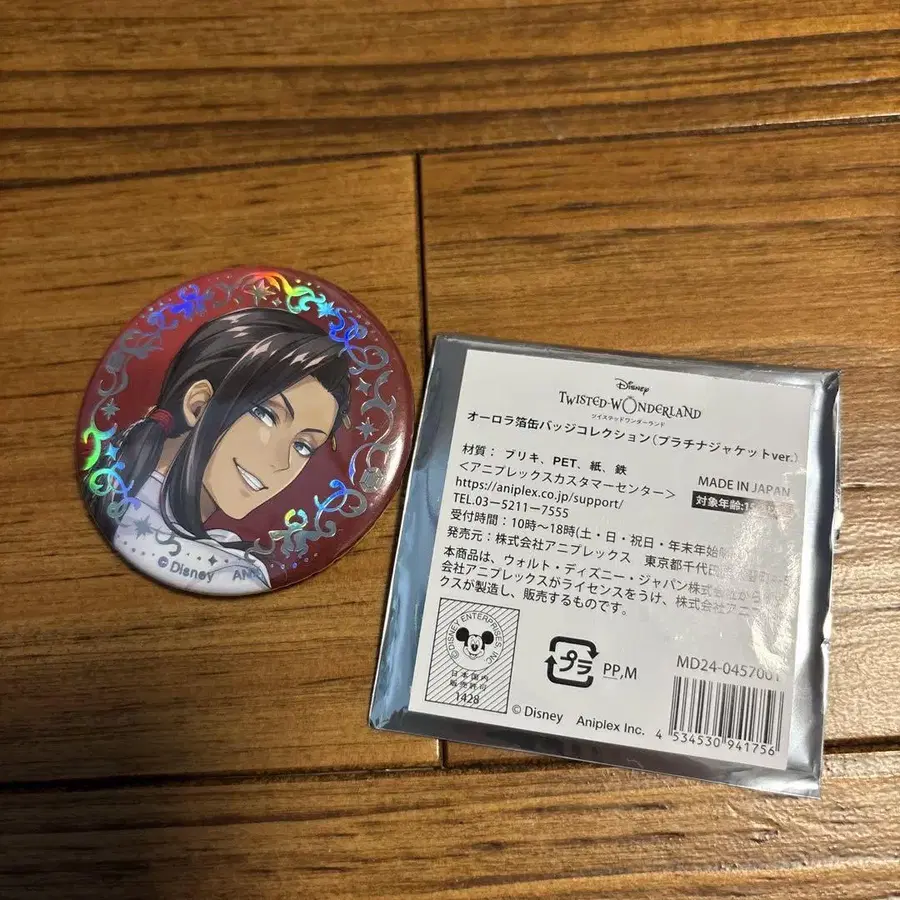 ©Disney
Disney
TWISTED-WONDERLAND
ツイステッドワンダーランド
オーロラ箔缶バッジコレクション(プラチナジャケットver.)
材質： ブリキ、PET、紙、鉄
MADE IN JAPAN
＜アニプレックスカスタマーセンター＞
https://aniplex.co.jp/support/
対象年齢:15
TEL.03−5211−7555
受付時間：10時〜18時(土・日・祝日・年末年始
発売元：株式会社アニプレックス 東京都千代田
本商品は、ウォルト・ディズニー・ジャパン株式会社から
会社アニプレックスがライセンスをうけ、株式会社アニプ
クスが製造し、販売するものです。
©DISNEY ENTERPRISES, INC
日本国内
販売許可
1428
プラ
PP,M
MD24-0457001
© Disney Aniplex Inc.
4 534530 941756